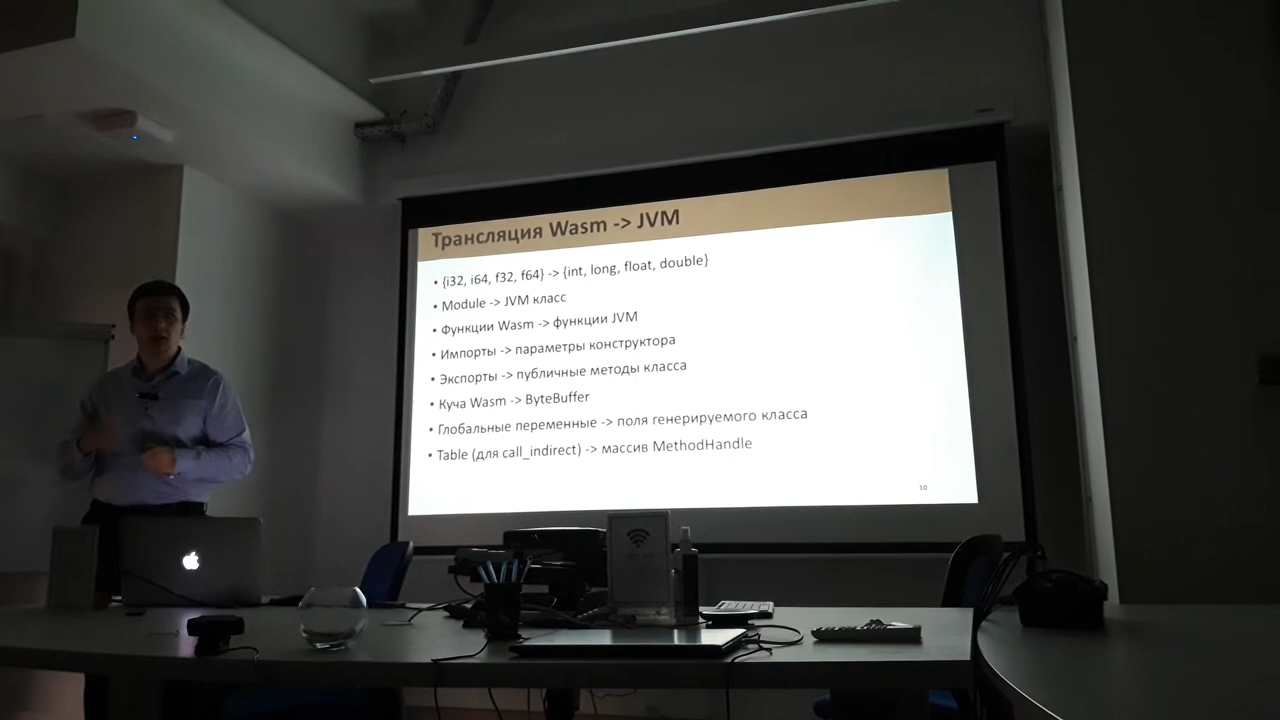 Трансляция Wasm -> JVM
• {i32, i64, f32, f64} -> {int, long, float, double}
• Module -> JVM класс
• Функции Wasm -> функции JVM
• Импорты -> параметры конструктора
• Экспорты -> публичные методы класса
• Куча Wasm -> ByteBuffer
• Глобальные переменные -> поля генерируемого класса
• Table (для call_indirect) -> массив MethodHandle
10